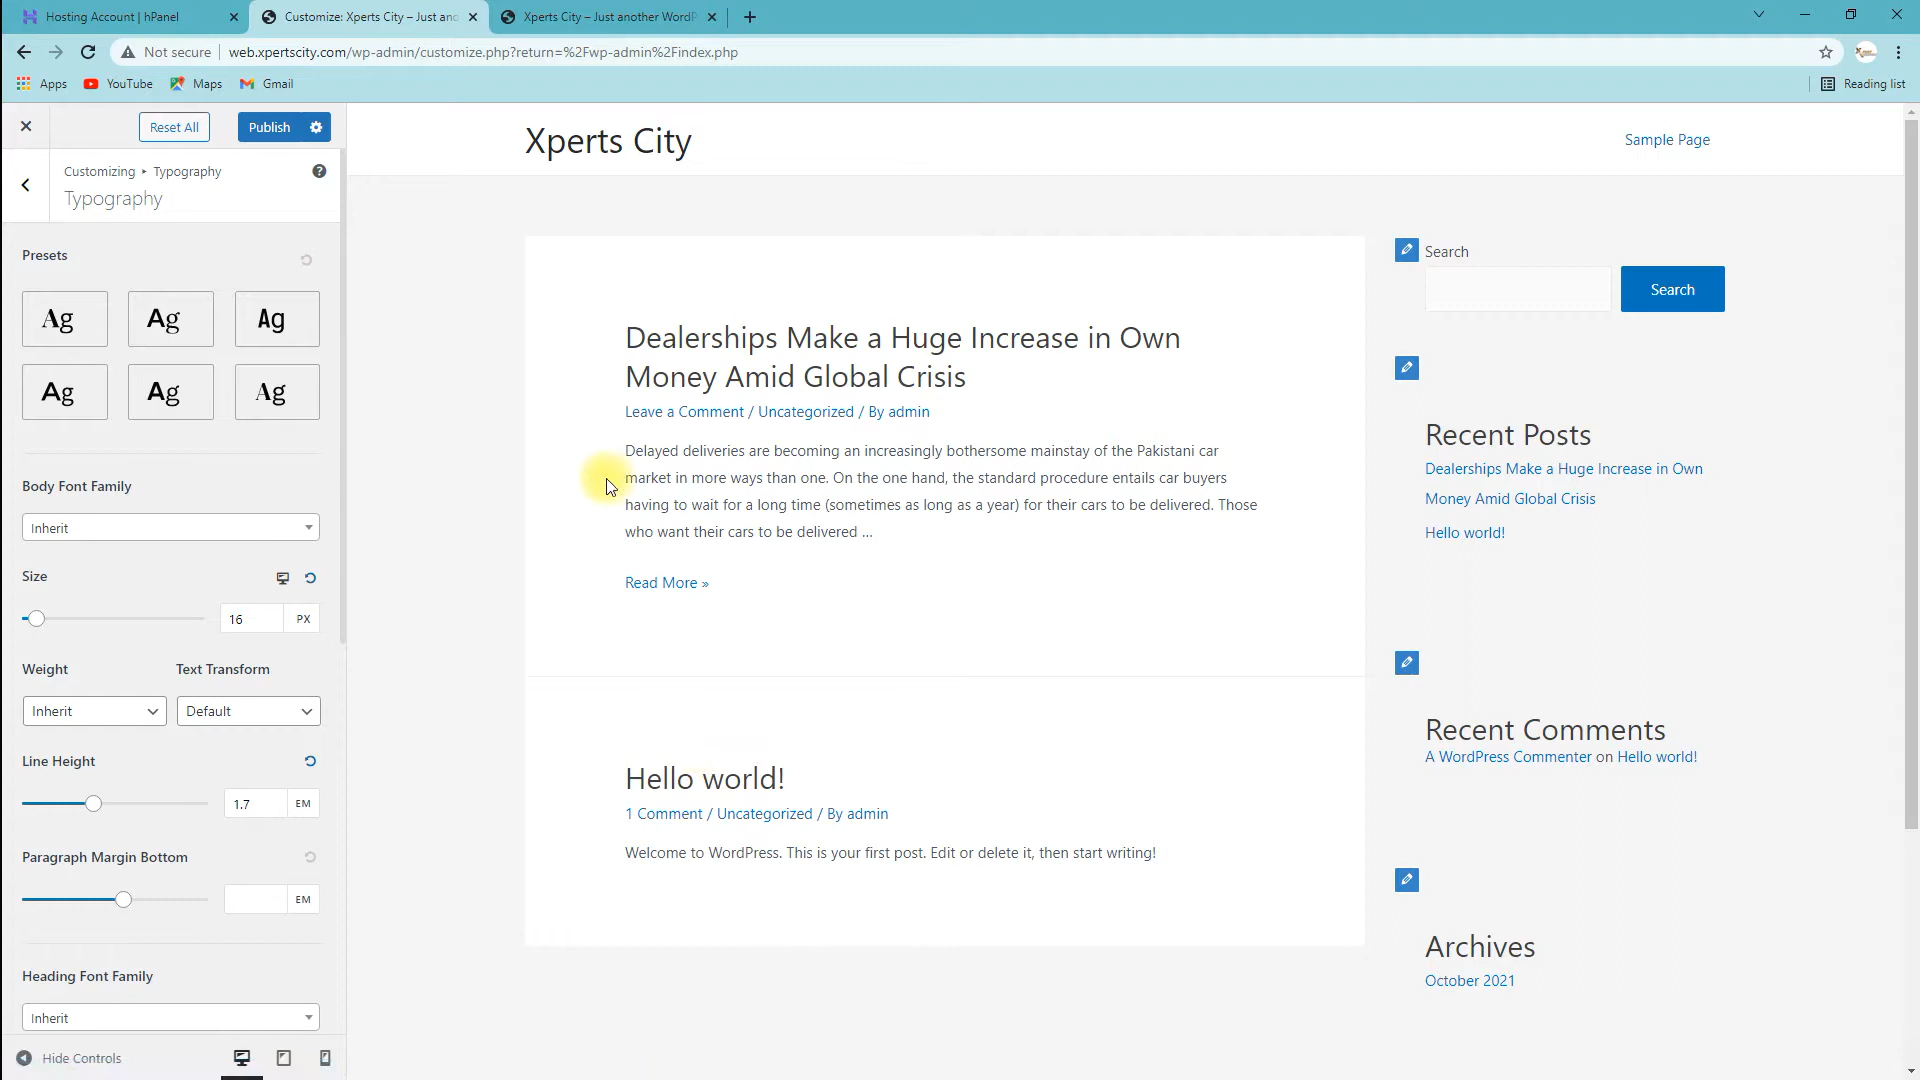 Hosting Account | hPanel
Customize: Xperts City – Just ano
Xperts City – Just another WordP
Not secure
web.xpertscity.com/wp-admin/customize.php?return=%2Fwp-admin%2Findex.php
Apps
YouTube
Maps
Gmail
Reading list
Reset All
Publish
Customizing ▸ Typography
Typography
Presets
Ag
Ag
Ag
Ag
Ag
Ag
Body Font Family
Inherit
Size
16
PX
Weight
Text Transform
Inherit
Default
Line Height
1.7
EM
Paragraph Margin Bottom
EM
Heading Font Family
Inherit
Hide Controls
Xperts City
Sample Page
Dealerships Make a Huge Increase in Own
Money Amid Global Crisis
Leave a Comment / Uncategorized / By admin
Delayed deliveries are becoming an increasingly bothersome mainstay of the Pakistani car
market in more ways than one. On the one hand, the standard procedure entails car buyers
having to wait for a long time (sometimes as long as a year) for their cars to be delivered. Those
who want their cars to be delivered …
Read More »
Hello world!
1 Comment / Uncategorized / By admin
Welcome to WordPress. This is your first post. Edit or delete it, then start writing!
Search
Search
Recent Posts
Dealerships Make a Huge Increase in Own
Money Amid Global Crisis
Hello world!
Recent Comments
A WordPress Commenter on Hello world!
Archives
October 2021